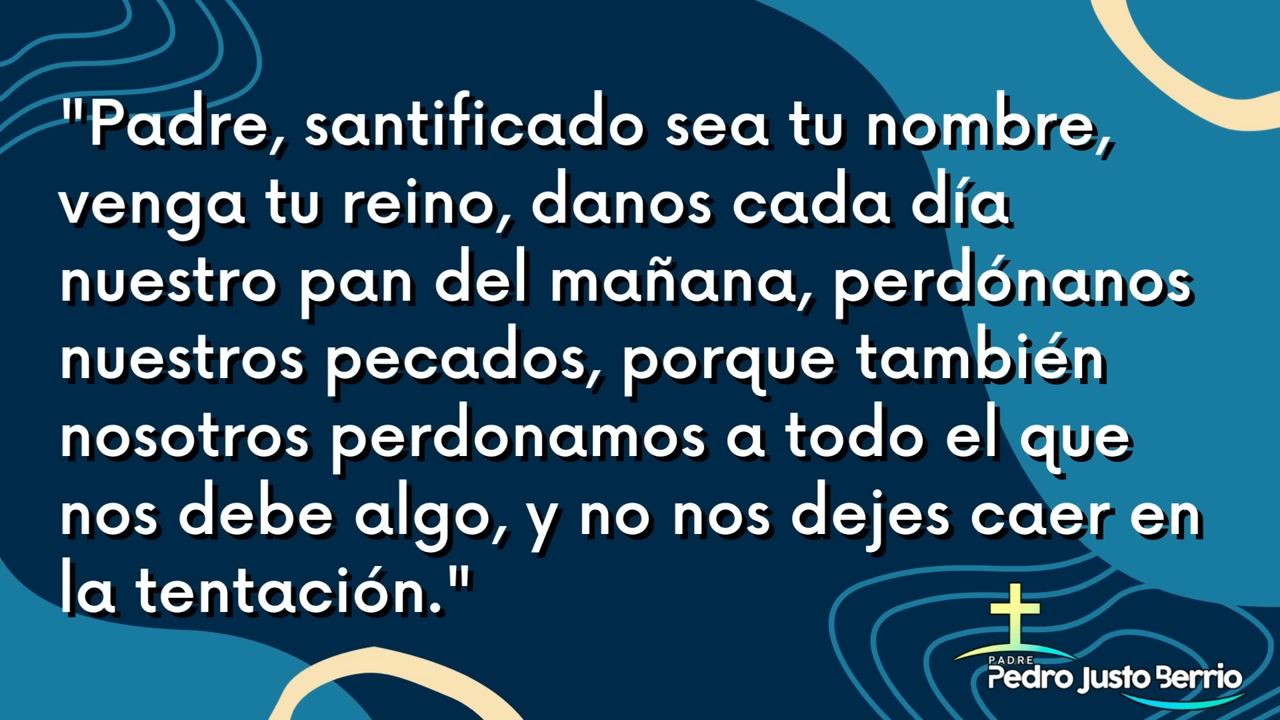 "Padre, santificado sea tu nombre,
venga tu reino, danos cada día
nuestro pan del mañana, perdónanos
nuestros pecados, porque también
nosotros perdonamos a todo el que
nos debe algo, y no nos dejes caer en
la tentación."
PADRE
Pedro Justo Berrio